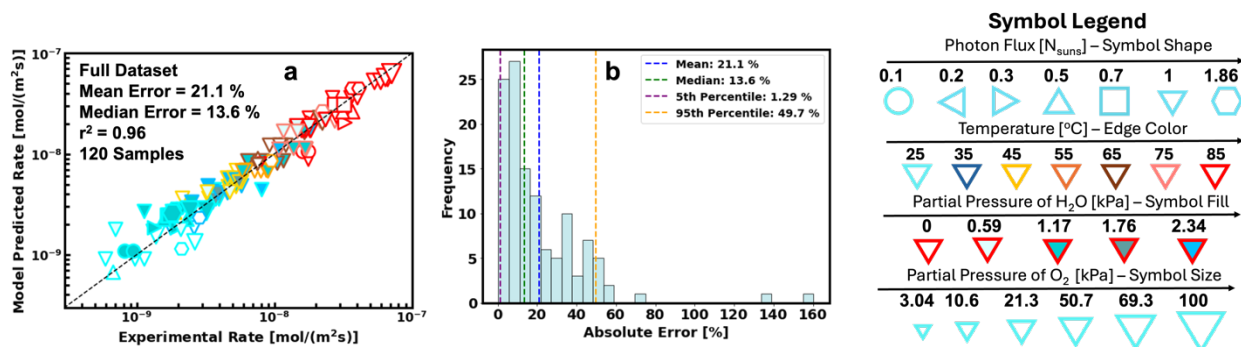 Model Predicted Rate [mol/(m²s)]
10⁻⁷
10⁻⁸
10⁻⁹
Full Dataset
Mean Error = 21.1 %
Median Error = 13.6 %
r² = 0.96
120 Samples
a
10⁻⁹ 10⁻⁸ 10⁻⁷
Experimental Rate [mol/(m²s)]
Frequency
25
20
15
10
5
0
b
Mean: 21.1 %
Median: 13.6 %
5th Percentile: 1.29 %
95th Percentile: 49.7 %
0 20 40 60 80 100 120 140 160
Absolute Error [%]
Symbol Legend
Photon Flux [Nsuns] – Symbol Shape
0.1 0.2 0.3 0.5 0.7 1 1.86
Temperature [°C] – Edge Color
25 35 45 55 65 75 85
Partial Pressure of H₂O [kPa] – Symbol Fill
0 0.59 1.17 1.76 2.34
Partial Pressure of O₂ [kPa] – Symbol Size
3.04 10.6 21.3 50.7 69.3 100